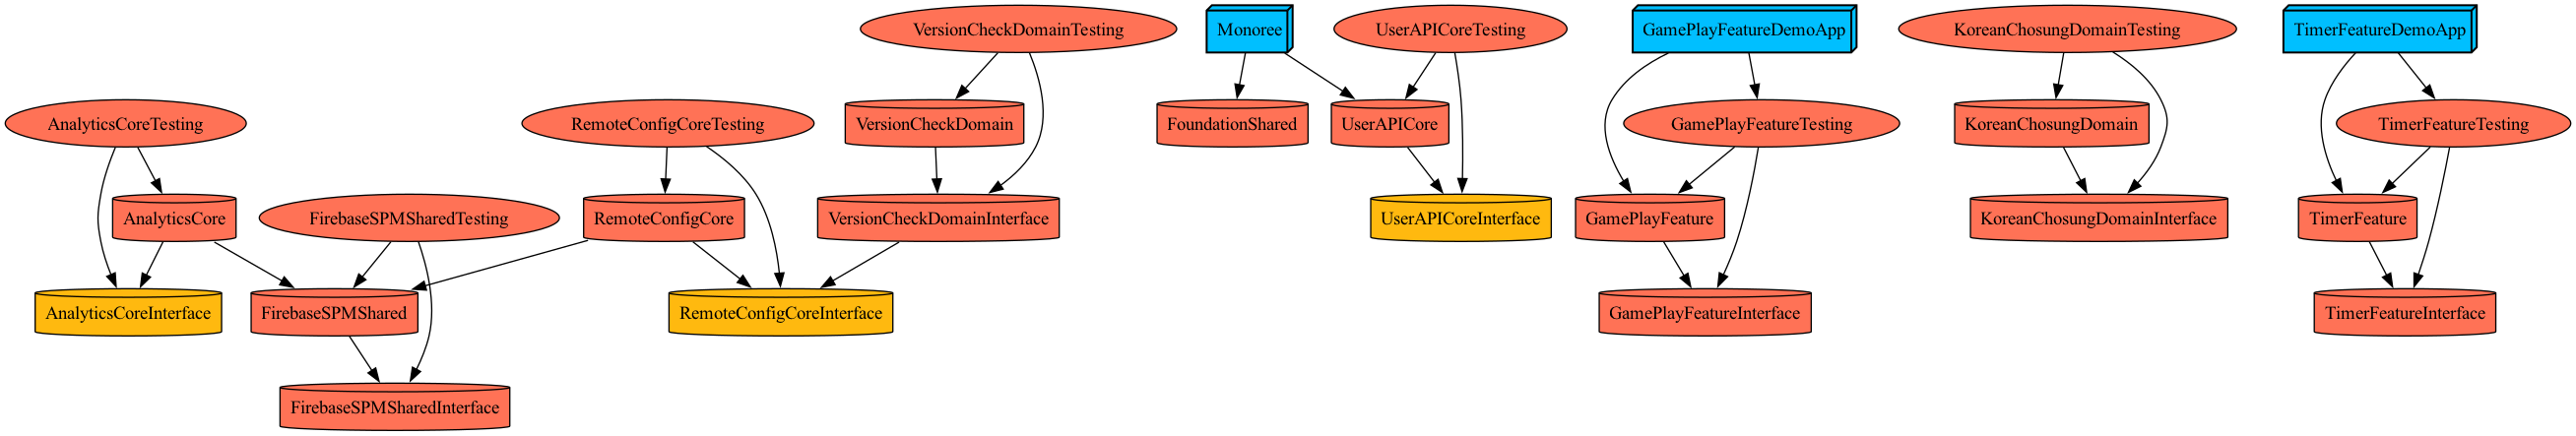 VersionCheckDomainTesting
Monoree
UserAPICoreTesting
GamePlayFeatureDemoApp
KoreanChosungDomainTesting
TimerFeatureDemoApp
AnalyticsCoreTesting
RemoteConfigCoreTesting
VersionCheckDomain
FoundationShared
UserAPICore
GamePlayFeatureTesting
KoreanChosungDomain
TimerFeatureTesting
AnalyticsCore
FirebaseSPMSharedTesting
RemoteConfigCore
VersionCheckDomainInterface
UserAPICoreInterface
GamePlayFeature
KoreanChosungDomainInterface
TimerFeature
AnalyticsCoreInterface
FirebaseSPMShared
RemoteConfigCoreInterface
GamePlayFeatureInterface
TimerFeatureInterface
FirebaseSPMSharedInterface